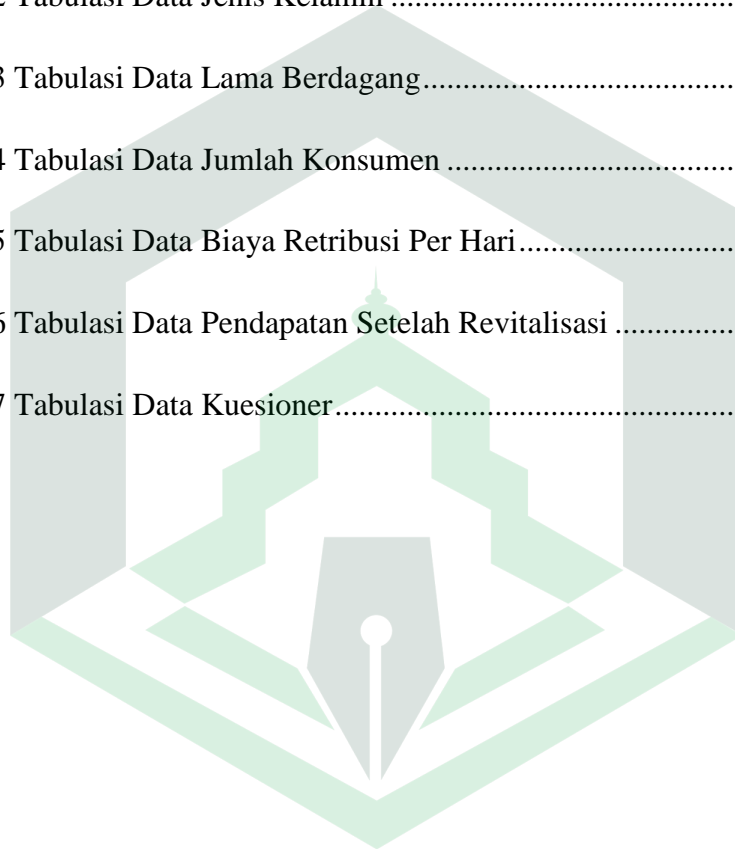 2 Tabulasi Data Jenis Kelamin ..........................................
3 Tabulasi Data Lama Berdagang.......................................
4 Tabulasi Data Jumlah Konsumen ...................................
5 Tabulasi Data Biaya Retribusi Per Hari...........................
6 Tabulasi Data Pendapatan Setelah Revitalisasi ...............
7 Tabulasi Data Kuesioner..................................................